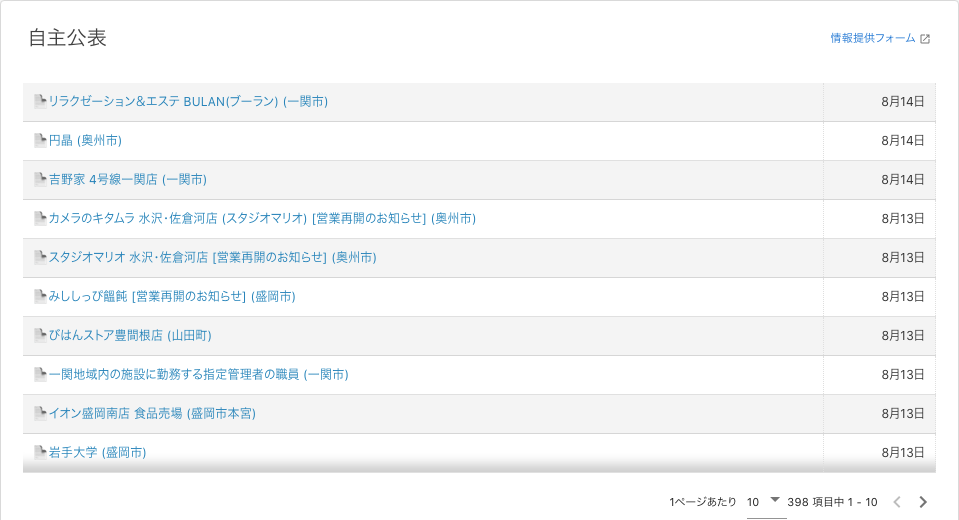 自主公表
情報提供フォーム
リラクゼーション＆エステ BULAN(ブーラン) (一関市) 8月14日
円晶 (奥州市) 8月14日
吉野家 4号線一関店 (一関市) 8月14日
カメラのキタムラ 水沢・佐倉河店 (スタジオマリオ) [営業再開のお知らせ] (奥州市) 8月13日
スタジオマリオ 水沢・佐倉河店 [営業再開のお知らせ] (奥州市) 8月13日
みししっぴ饂飩 [営業再開のお知らせ] (盛岡市) 8月13日
びはんストア豊間根店 (山田町) 8月13日
一関地域内の施設に勤務する指定管理者の職員 (一関市) 8月13日
イオン盛岡南店 食品売場 (盛岡市本宮) 8月13日
岩手大学 (盛岡市) 8月13日
1ページあたり 10 398 項目中 1 - 10